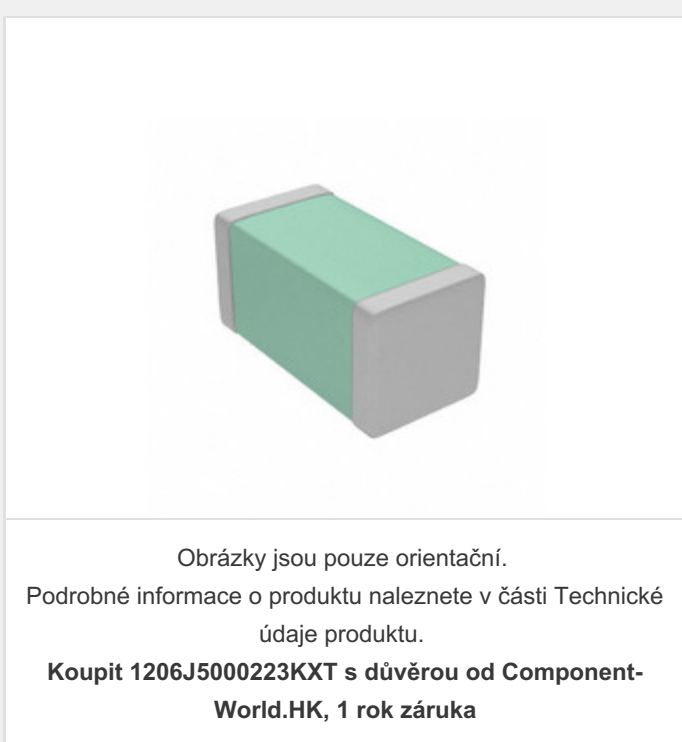 Obrázky jsou pouze orientační.
Podrobné informace o produktu naleznete v části Technické
údaje produktu.
Koupit 1206J5000223KXT s důvěrou od Component-
World.HK, 1 rok záruka